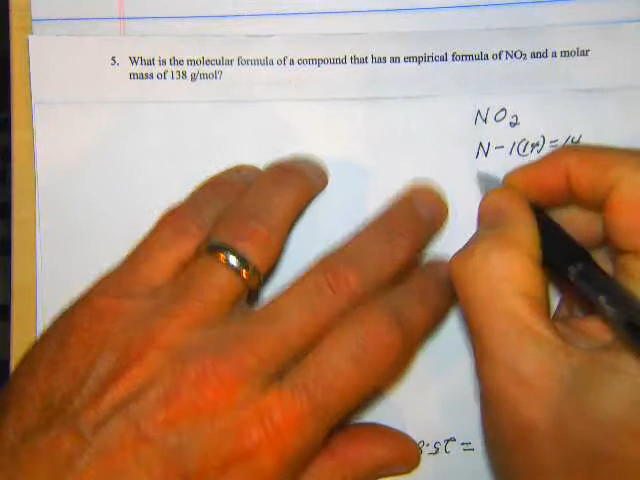 5. What is the molecular formula of a compound that has an empirical formula of NO₂ and a molar
mass of 138 g/mol?
NO₂
N - 1(14) = 14